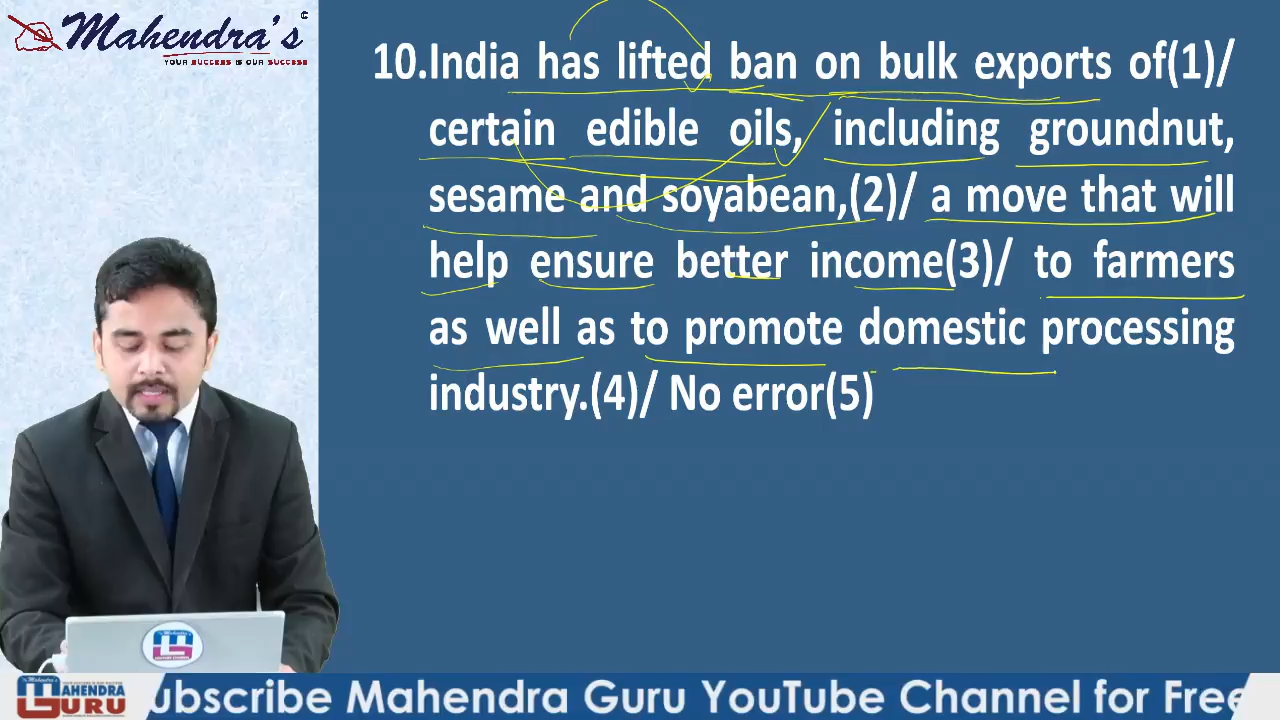 Mahendra's
YOUR SUCCESS IS OUR SUCCESS
10.India has lifted ban on bulk exports of(1)/
certain edible oils, including groundnut,
sesame and soyabean,(2)/ a move that will
help ensure better income(3)/ to farmers
as well as to promote domestic processing
industry.(4)/ No error(5)
MAHENDRA
GURU
ubscribe Mahendra Guru YouTube Channel for Free